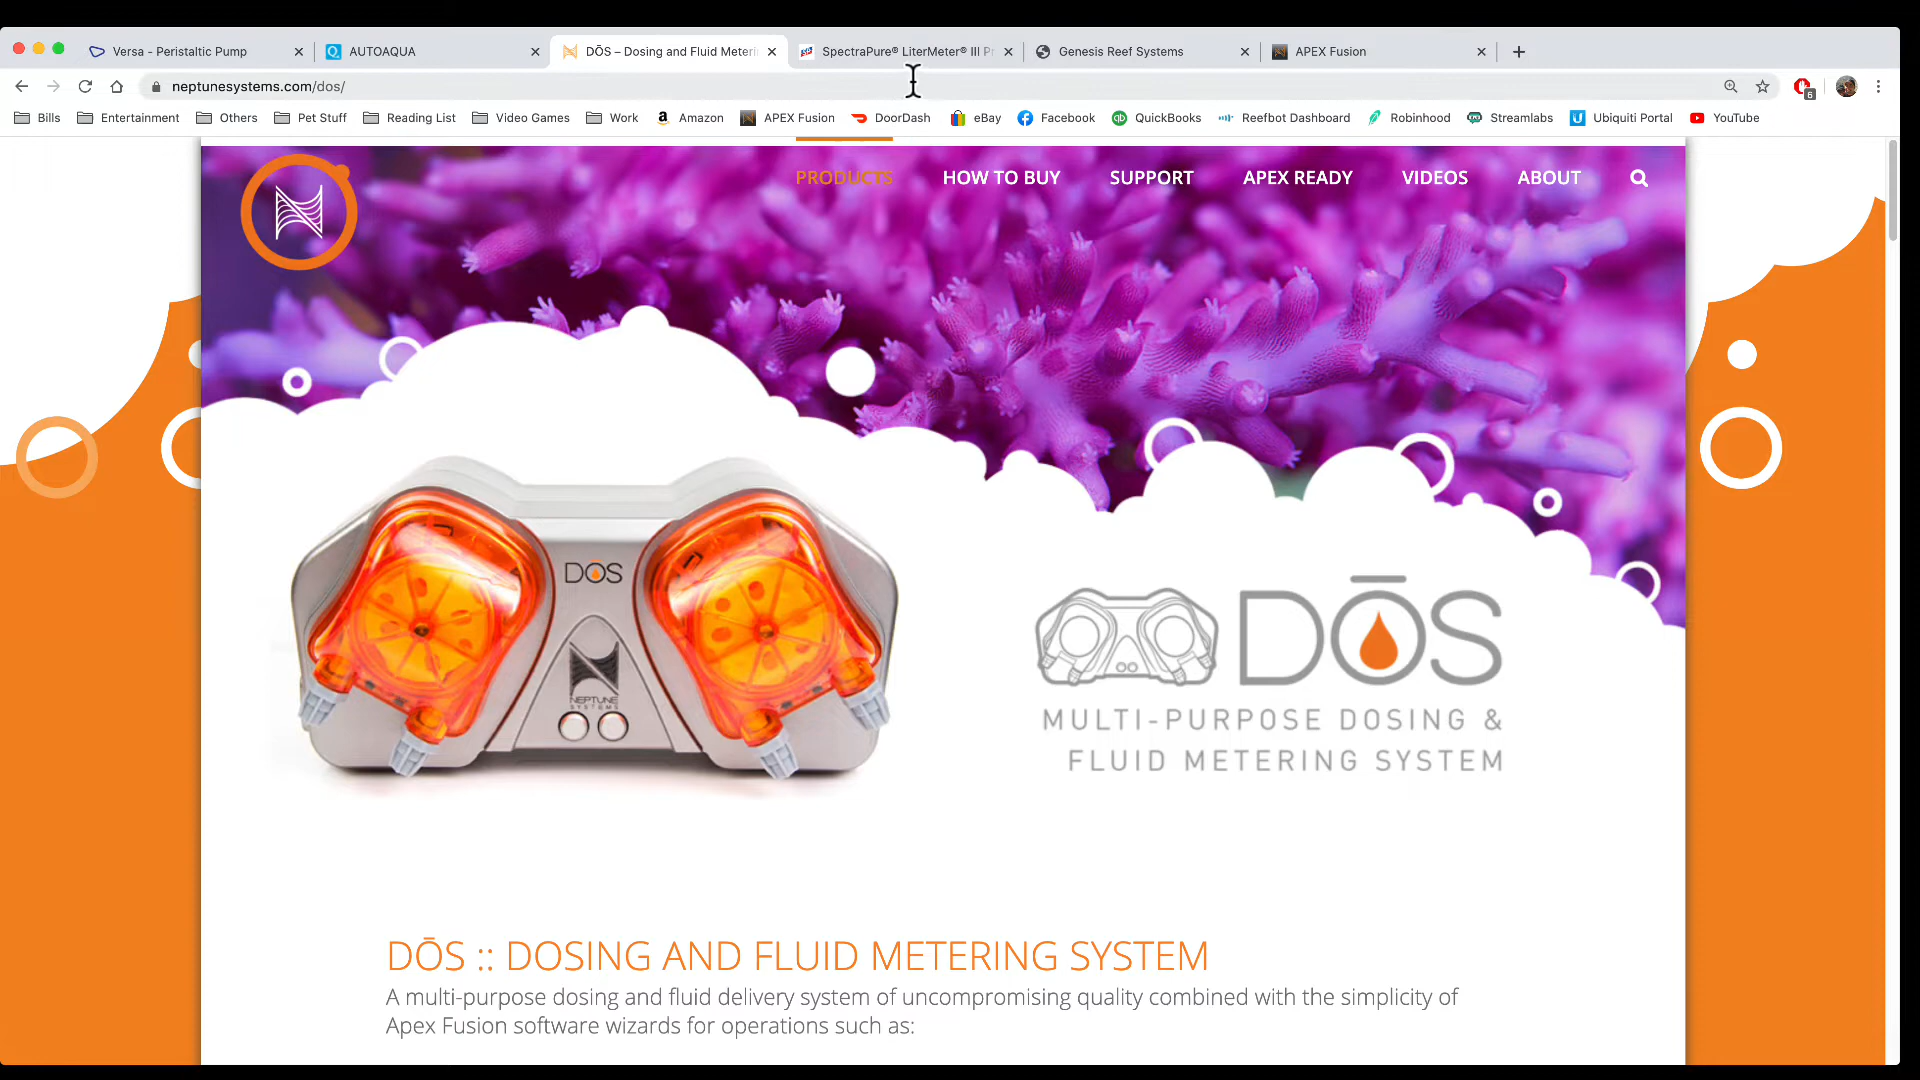 Versa - Peristaltic Pump
AUTOAQUA
DŌS – Dosing and Fluid Meteri
SpectraPure® LiterMeter® III Pr
Genesis Reef Systems
APEX Fusion
neptunesystems.com/dos/
6
Bills
Entertainment
Others
Pet Stuff
Reading List
Video Games
Work
Amazon
APEX Fusion
DoorDash
eBay
Facebook
QuickBooks
Reefbot Dashboard
Robinhood
Streamlabs
Ubiquiti Portal
YouTube
PRODUCTS
HOW TO BUY
SUPPORT
APEX READY
VIDEOS
ABOUT
DOS
NEPTUNE
SYSTEMS
DŌS
MULTI-PURPOSE DOSING &
FLUID METERING SYSTEM
DŌS :: DOSING AND FLUID METERING SYSTEM
A multi-purpose dosing and fluid delivery system of uncompromising quality combined with the simplicity of
Apex Fusion software wizards for operations such as: